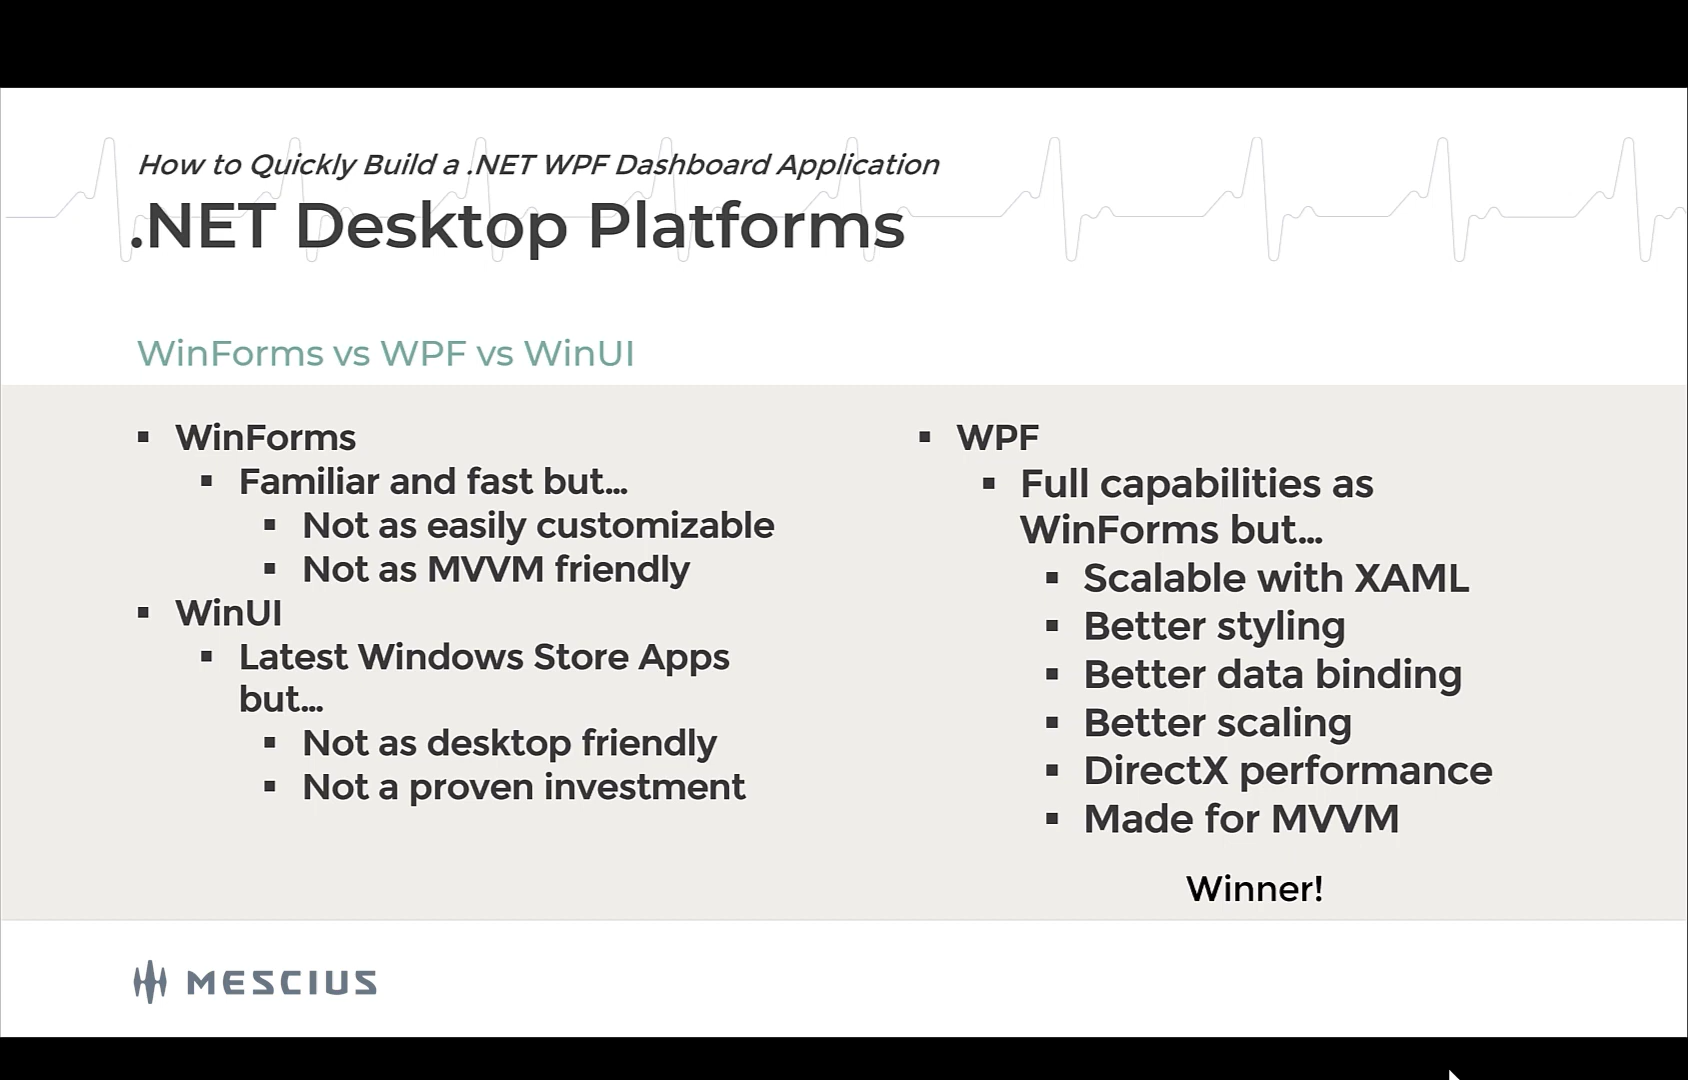 How to Quickly Build a .NET WPF Dashboard Application
.NET Desktop Platforms
WinForms vs WPF vs WinUI
▪ WinForms
▪ Familiar and fast but...
▪ Not as easily customizable
▪ Not as MVVM friendly
▪ WinUI
▪ Latest Windows Store Apps
but...
▪ Not as desktop friendly
▪ Not a proven investment
▪ WPF
▪ Full capabilities as
WinForms but...
▪ Scalable with XAML
▪ Better styling
▪ Better data binding
▪ Better scaling
▪ DirectX performance
▪ Made for MVVM
Winner!
MESCIUS